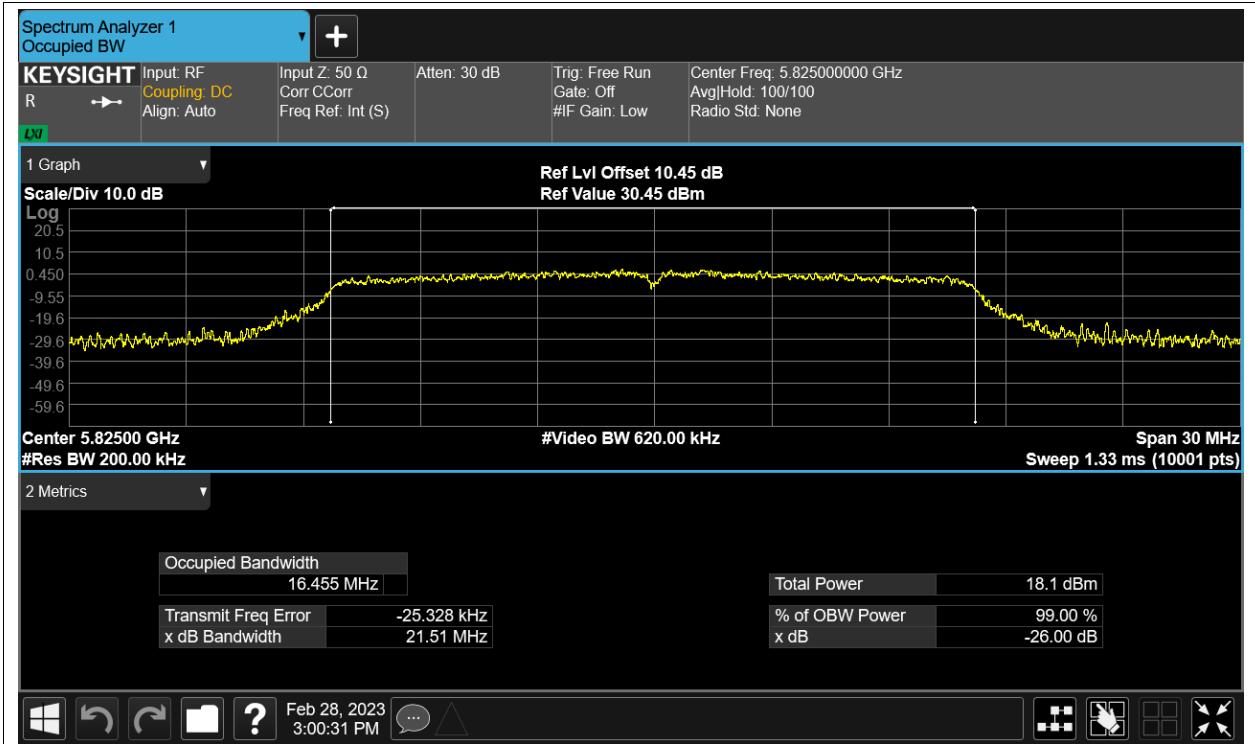 Spectrum Analyzer 1
Occupied BW
+
KEYSIGHT
R
LXI
Input: RF
Coupling: DC
Align: Auto
Input Z: 50 Ω
Corr CCorr
Freq Ref: Int (S)
Atten: 30 dB
Trig: Free Run
Gate: Off
#IF Gain: Low
Center Freq: 5.825000000 GHz
Avg|Hold: 100/100
Radio Std: None
1 Graph
Scale/Div 10.0 dB
Ref Lvl Offset 10.45 dB
Ref Value 30.45 dBm
Log
20.5
10.5
0.450
-9.55
-19.6
-29.6
-39.6
-49.6
-59.6
Center 5.82500 GHz
#Res BW 200.00 kHz
#Video BW 620.00 kHz
Span 30 MHz
Sweep 1.33 ms (10001 pts)
2 Metrics
Occupied Bandwidth
16.455 MHz
Transmit Freq Error -25.328 kHz
x dB Bandwidth 21.51 MHz
Total Power 18.1 dBm
% of OBW Power 99.00 %
x dB -26.00 dB
?
Feb 28, 2023
3:00:31 PM